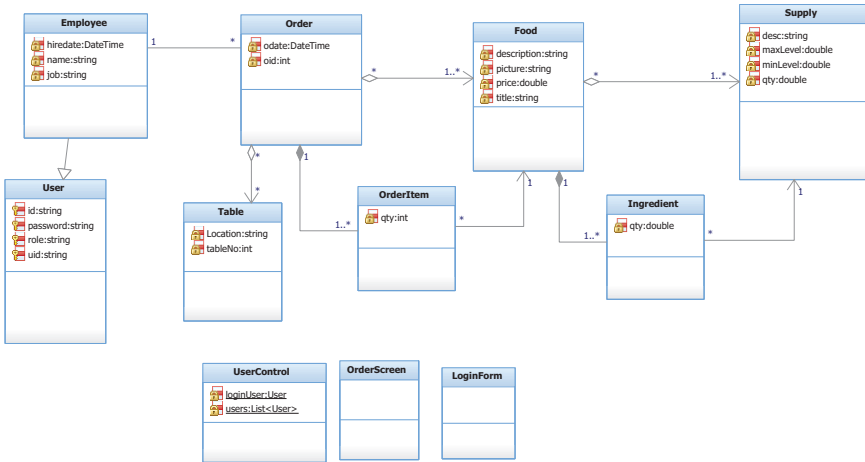 Employee
hiredate:DateTime
name:string
job:string
1
*
Order
odate:DateTime
oid:int
*
1..*
Food
description:string
picture:string
price:double
title:string
*
1..*
Supply
desc:string
maxLevel:double
minLevel:double
qty:double
User
id:string
password:string
role:string
uid:string
*
*
Table
Location:string
tableNo:int
1
1..*
OrderItem
qty:int
*
1
1
1..*
Ingredient
qty:double
*
1
UserControl
loginUser:User
users:List<User>
OrderScreen
LoginForm